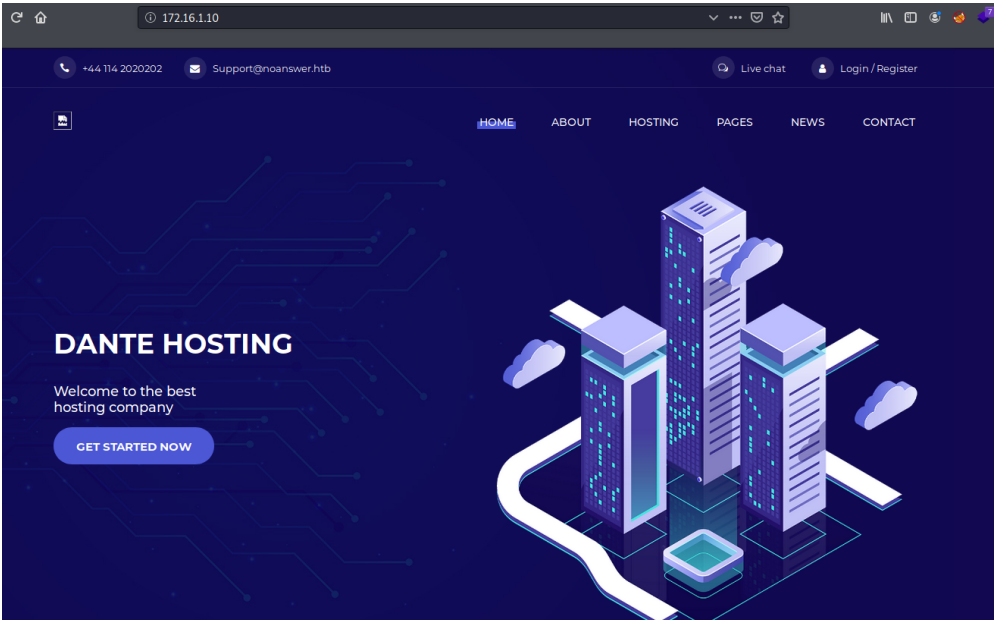 172.16.1.10
7
+44 114 2020202 Support@noanswer.htb Live chat Login / Register
HOME ABOUT HOSTING PAGES NEWS CONTACT
DANTE HOSTING
Welcome to the best
hosting company
GET STARTED NOW